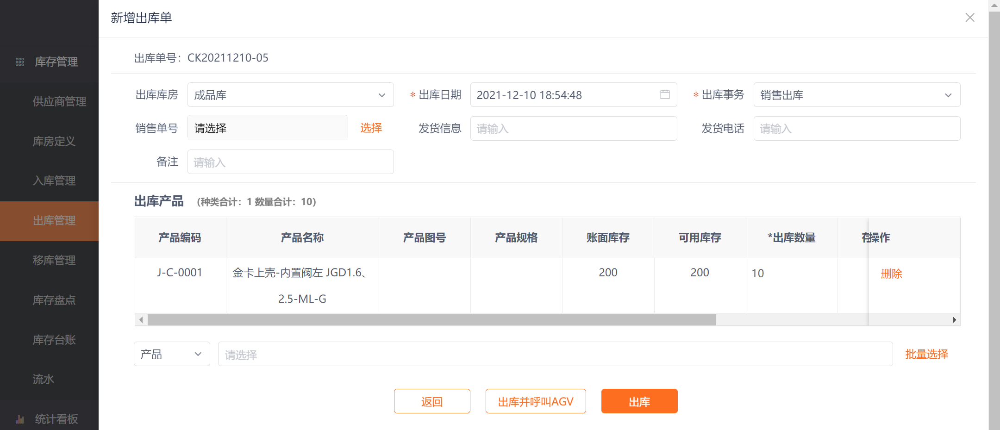 新增出库单
库存管理
供应商管理
库房定义
入库管理
出库管理
移库管理
库存盘点
库存台账
流水
统计看板
出库单号：CK20211210-05
出库库房 成品库 * 出库日期 2021-12-10 18:54:48 * 出库事务 销售出库
销售单号 请选择 选择 发货信息 请输入 发货电话 请输入
备注 请输入
出库产品 （种类合计：1 数量合计：10）
产品编码 产品名称 产品图号 产品规格 账面库存 可用库存 *出库数量 存 操作
J-C-0001 金卡上壳-内置阀左 JGD1.6、 200 200 10 删除
2.5-ML-G
产品 请选择 批量选择
返回 出库并呼叫AGV 出库